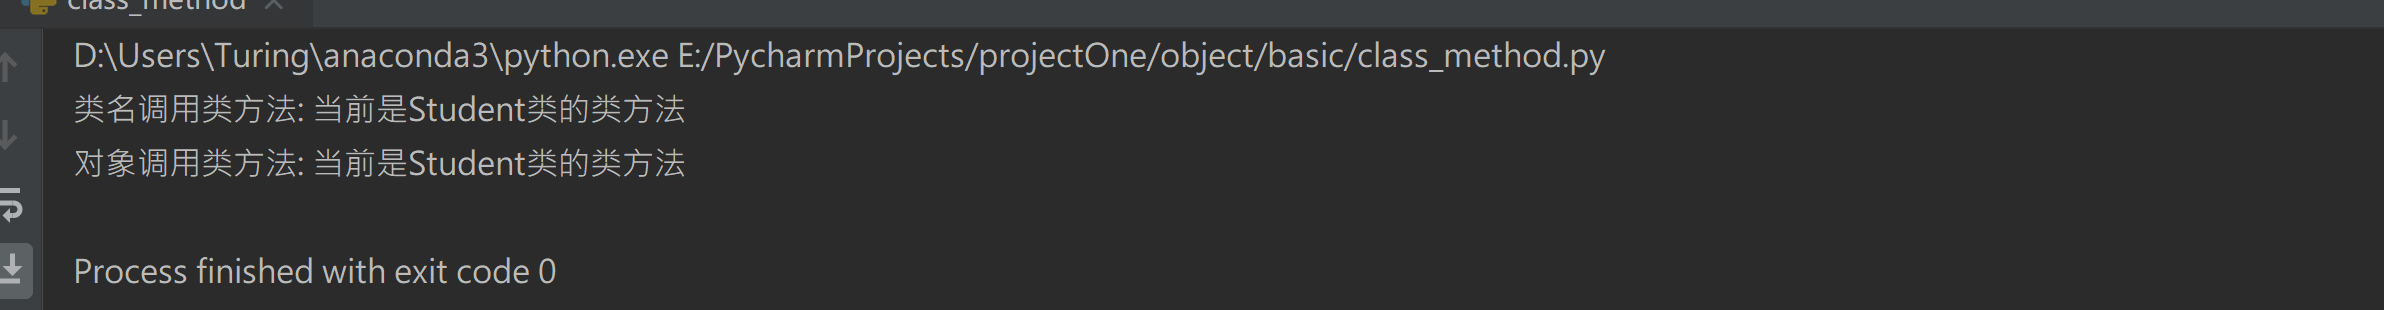 class_method
D:\Users\Turing\anaconda3\python.exe E:/PycharmProjects/projectOne/object/basic/class_method.py
类名调用类方法: 当前是Student类的类方法
对象调用类方法: 当前是Student类的类方法
Process finished with exit code 0